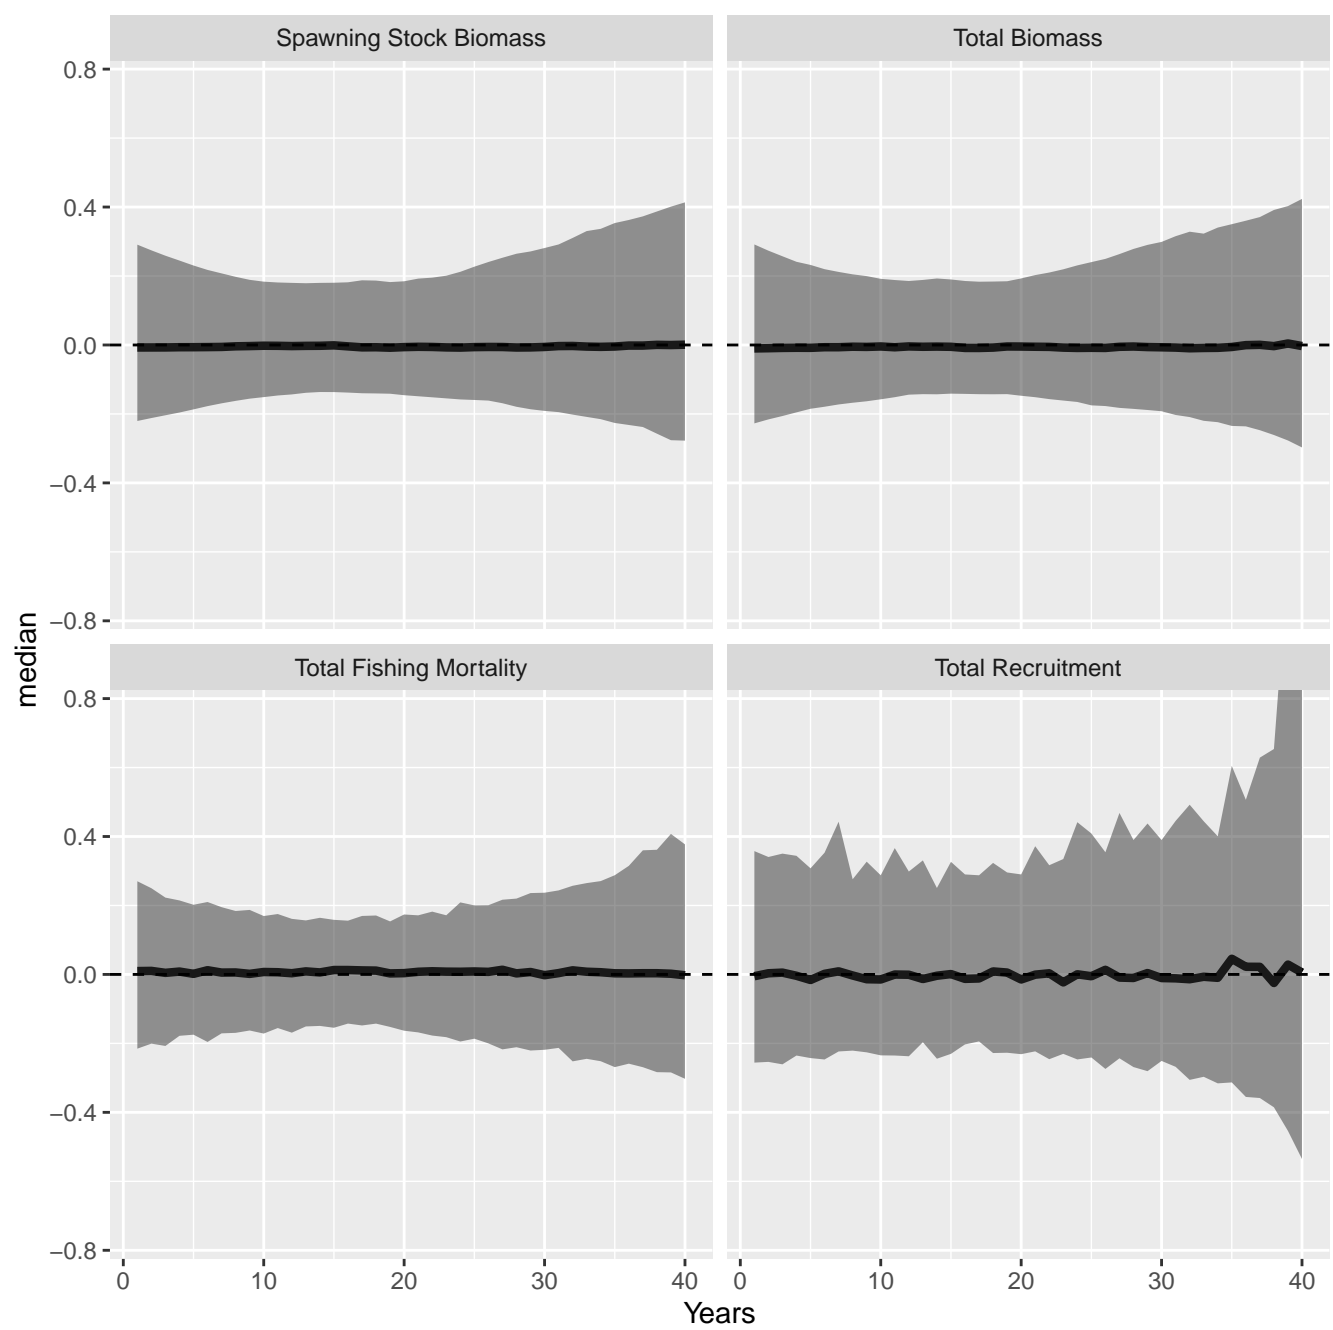 Spawning Stock Biomass
Total Biomass
0.8
0.4
0.0
−0.4
−0.8
median
Total Fishing Mortality
Total Recruitment
0.8
0.4
0.0
−0.4
−0.8
0 10 20 30 40
0 10 20 30 40
Years